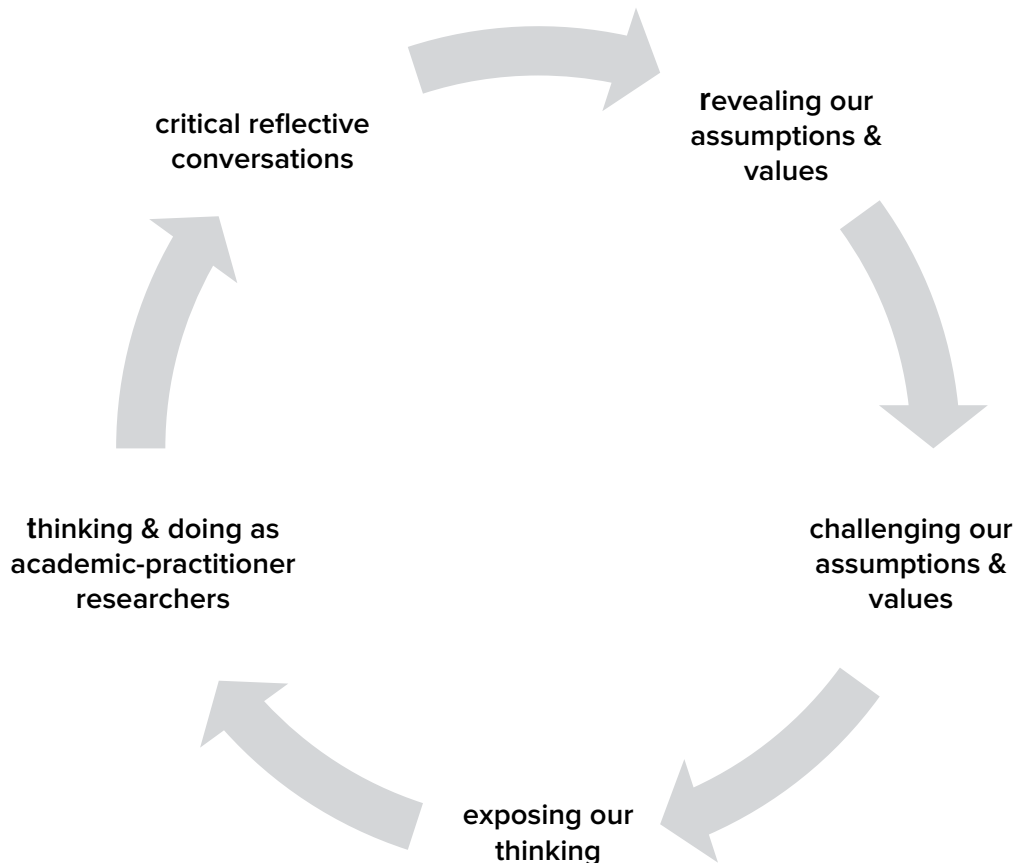 critical reflective
conversations
revealing our
assumptions &
values
challenging our
assumptions &
values
exposing our
thinking
thinking & doing as
academic-practitioner
researchers